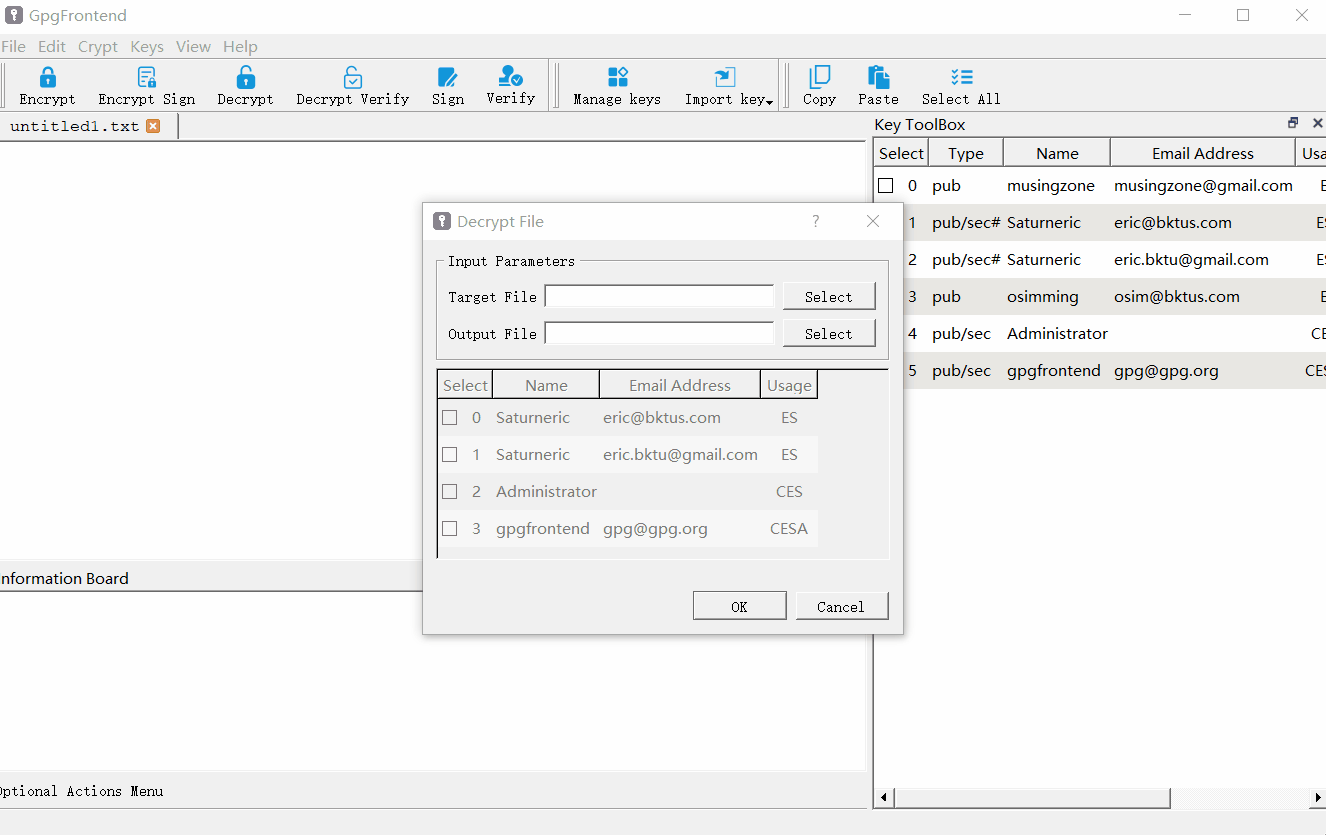 GpgFrontend
File Edit Crypt Keys View Help
Encrypt Encrypt Sign Decrypt Decrypt Verify Sign Verify Manage keys Import key Copy Paste Select All
untitled1.txt
Key ToolBox
Select Type Name Email Address Usa
0 pub musingzone musingzone@gmail.com E
1 pub/sec# Saturneric eric@bktus.com ES
2 pub/sec# Saturneric eric.bktu@gmail.com ES
3 pub osimming osim@bktus.com E
4 pub/sec Administrator CE
5 pub/sec gpgfrontend gpg@gpg.org CES
Decrypt File ?
Input Parameters
Target File Select
Output File Select
Select Name Email Address Usage
0 Saturneric eric@bktus.com ES
1 Saturneric eric.bktu@gmail.com ES
2 Administrator CES
3 gpgfrontend gpg@gpg.org CESA
OK Cancel
nformation Board
Optional Actions Menu